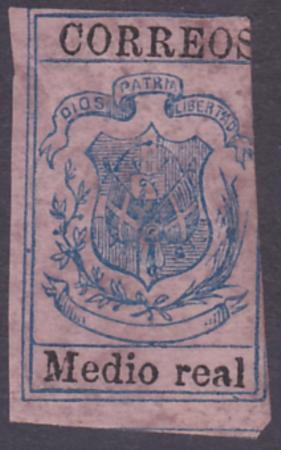 CORREOS
PATRIA
DIOS LIBERTAD
Medio real